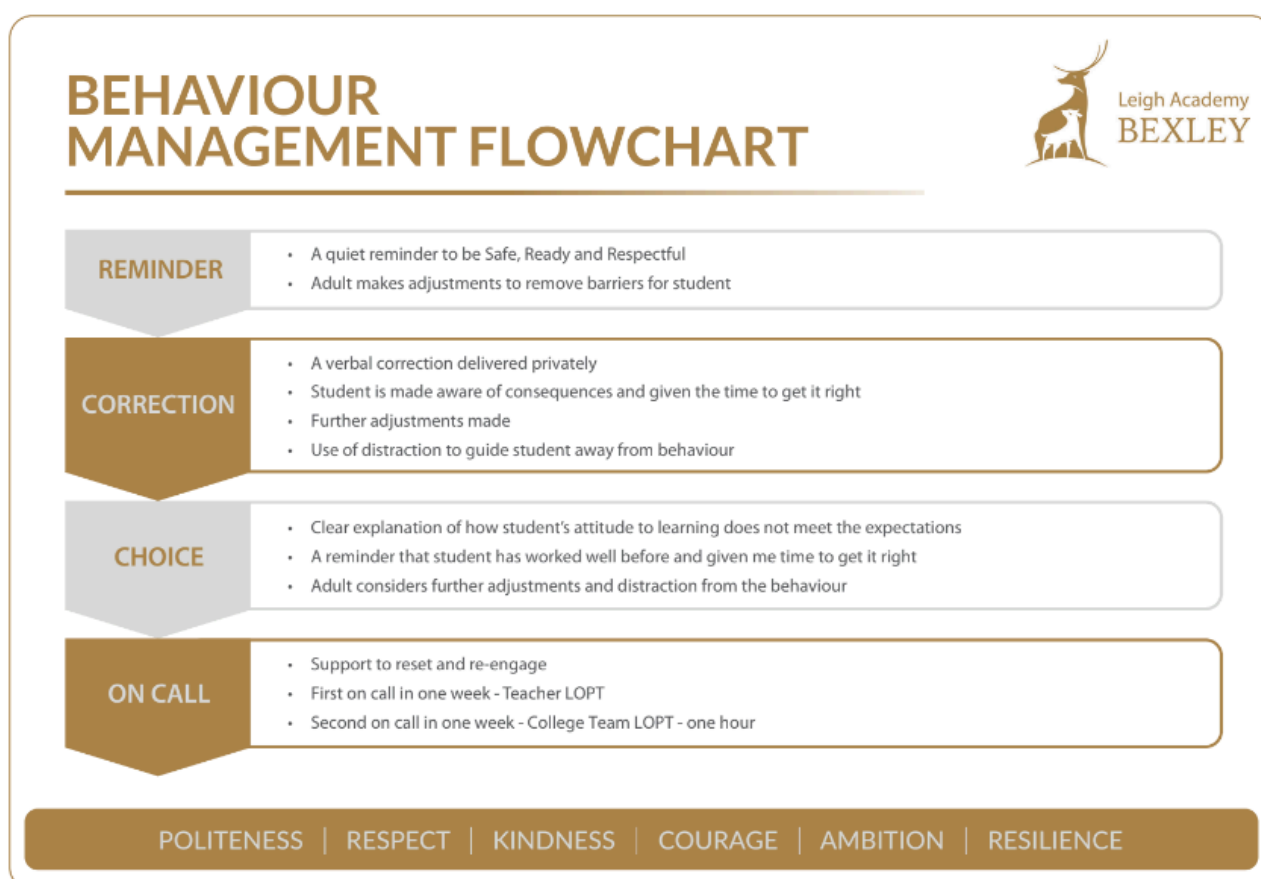 BEHAVIOUR
MANAGEMENT FLOWCHART
Leigh Academy
BEXLEY
REMINDER
• A quiet reminder to be Safe, Ready and Respectful
• Adult makes adjustments to remove barriers for student
CORRECTION
• A verbal correction delivered privately
• Student is made aware of consequences and given the time to get it right
• Further adjustments made
• Use of distraction to guide student away from behaviour
CHOICE
• Clear explanation of how student's attitude to learning does not meet the expectations
• A reminder that student has worked well before and given me time to get it right
• Adult considers further adjustments and distraction from the behaviour
ON CALL
• Support to reset and re-engage
• First on call in one week - Teacher LOPT
• Second on call in one week - College Team LOPT - one hour
POLITENESS | RESPECT | KINDNESS | COURAGE | AMBITION | RESILIENCE